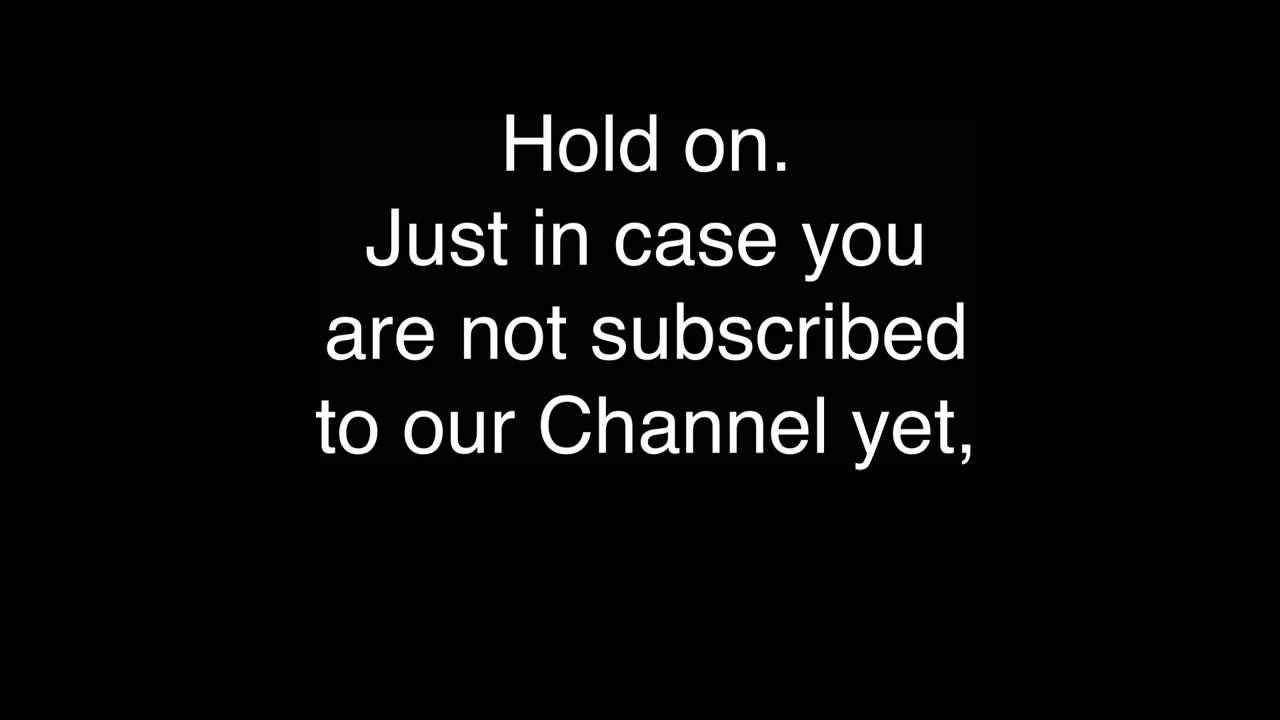 Hold on.
Just in case you
are not subscribed
to our Channel yet,